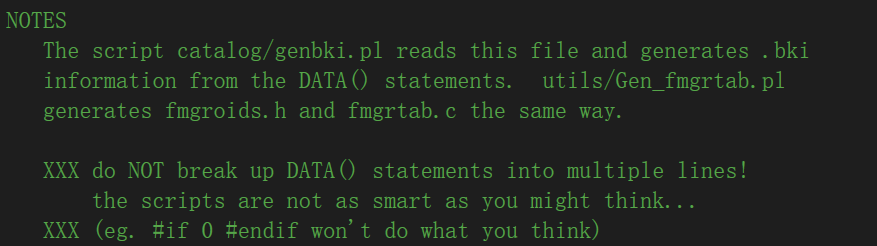 NOTES
The script catalog/genbki.pl reads this file and generates .bki
information from the DATA() statements.  utils/Gen_fmgrtab.pl
generates fmgroids.h and fmgrtab.c the same way.
XXX do NOT break up DATA() statements into multiple lines!
the scripts are not as smart as you might think...
XXX (eg. #if 0 #endif won't do what you think)